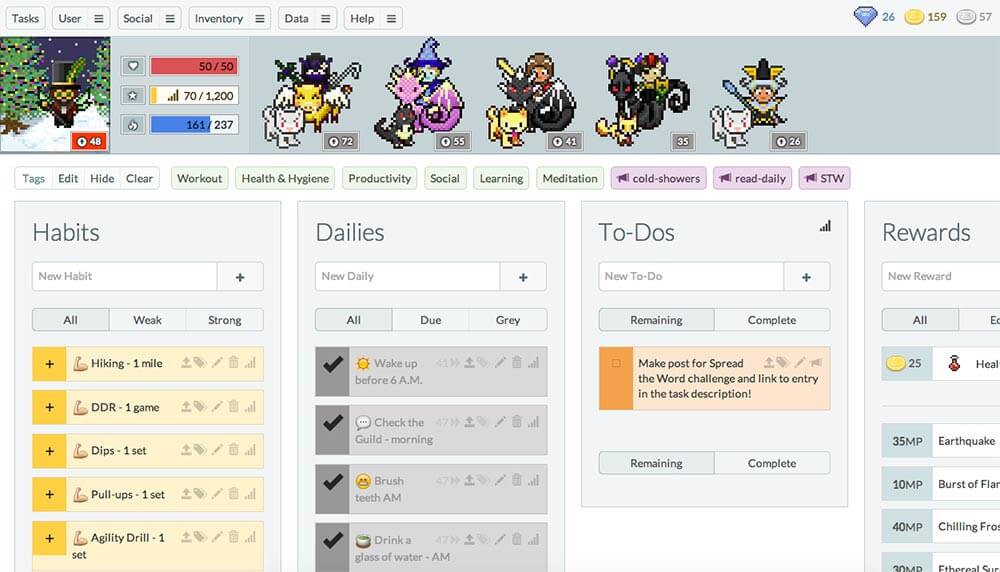 Tasks User Social Inventory Data Help 26 159 57
50 / 50
70 / 1,200
161 / 237
48 72 55 41 35 26
Tags Edit Hide Clear Workout Health & Hygiene Productivity Social Learning Meditation cold-showers read-daily STW
Habits
New Habit +
All Weak Strong
+ Hiking - 1 mile
+ DDR - 1 game
+ Dips - 1 set
+ Pull-ups - 1 set
+ Agility Drill - 1
set
Dailies
New Daily +
All Due Grey
Wake up 41
before 6 A.M.
Check the 47
Guild - morning
Brush 47
teeth AM
Drink a 47
glass of water - AM
To-Dos
New To-Do +
Remaining Complete
Make post for Spread
the Word challenge and link to entry
in the task description!
Remaining Complete
Rewards
New Reward
All
25
35MP Earthquake
10MP Burst of
40MP Chilling
30MP Ethereal